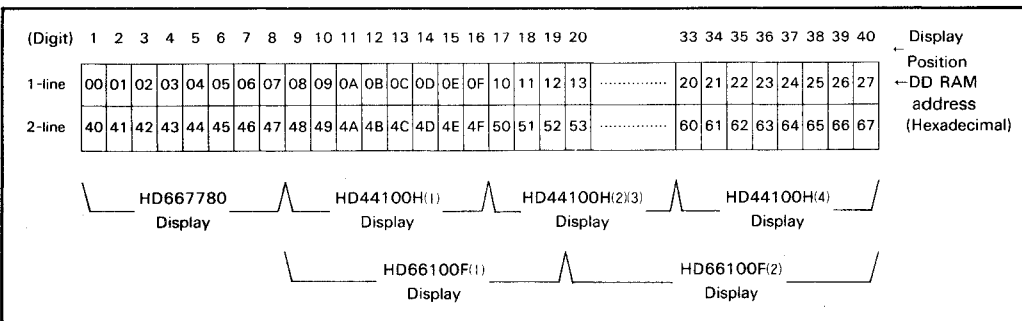 (Digit) 1 2 3 4 5 6 7 8 9 10 11 12 13 14 15 16 17 18 19 20 33 34 35 36 37 38 39 40 ← Display Position
1-line 00 01 02 03 04 05 06 07 08 09 0A 0B 0C 0D 0E 0F 10 11 12 13 ............... 20 21 22 23 24 25 26 27 ←DD RAM address
2-line 40 41 42 43 44 45 46 47 48 49 4A 4B 4C 4D 4E 4F 50 51 52 53 ............... 60 61 62 63 64 65 66 67 (Hexadecimal)
HD667780 HD44100H(1) HD44100H(2)(3) HD44100H(4)
Display Display Display Display
HD66100F(1) HD66100F(2)
Display Display